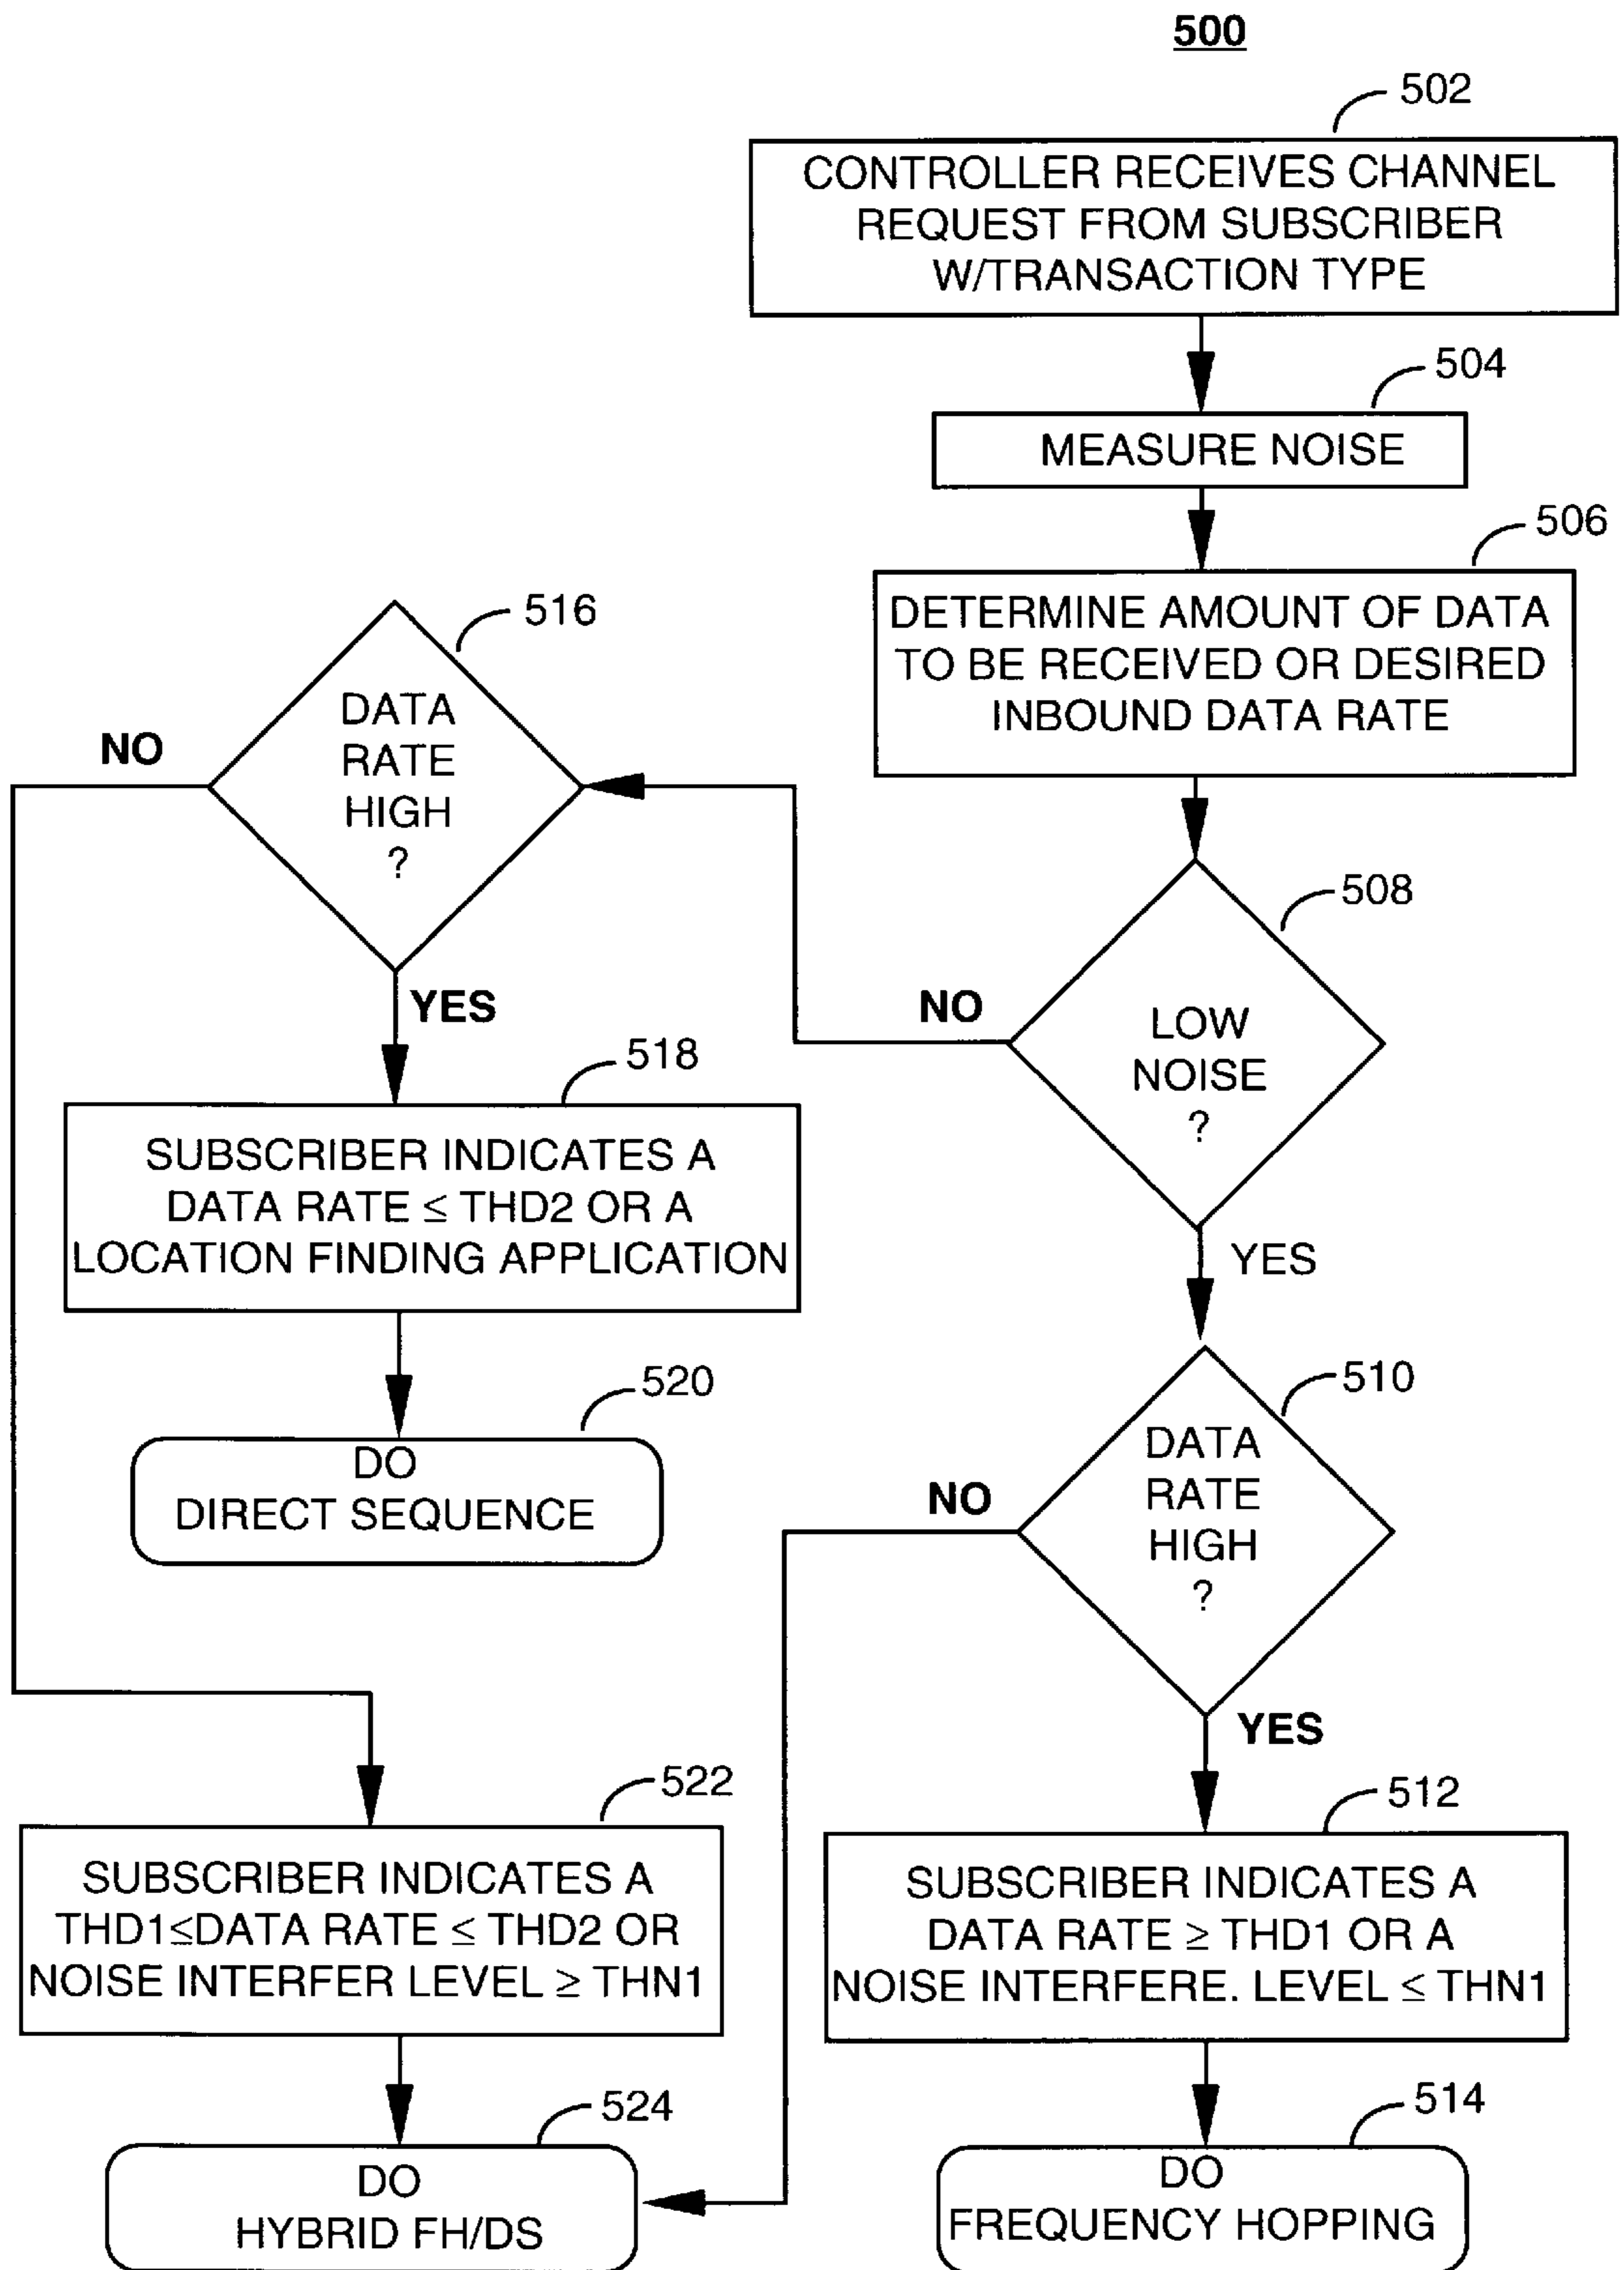 500
502
CONTROLLER RECEIVES CHANNEL
REQUEST FROM SUBSCRIBER
W/TRANSACTION TYPE
504
MEASURE NOISE
506
DETERMINE AMOUNT OF DATA
TO BE RECEIVED OR DESIRED
INBOUND DATA RATE
516
DATA
RATE
HIGH
?
NO
YES
508
LOW
NOISE
?
NO
YES
518
SUBSCRIBER INDICATES A
DATA RATE ≤ THD2 OR A
LOCATION FINDING APPLICATION
520
DO
DIRECT SEQUENCE
510
DATA
RATE
HIGH
?
NO
YES
522
SUBSCRIBER INDICATES A
THD1≤DATA RATE ≤ THD2 OR
NOISE INTERFER LEVEL ≥ THN1
512
SUBSCRIBER INDICATES A
DATA RATE ≥ THD1 OR A
NOISE INTERFERE. LEVEL ≤ THN1
524
DO
HYBRID FH/DS
514
DO
FREQUENCY HOPPING